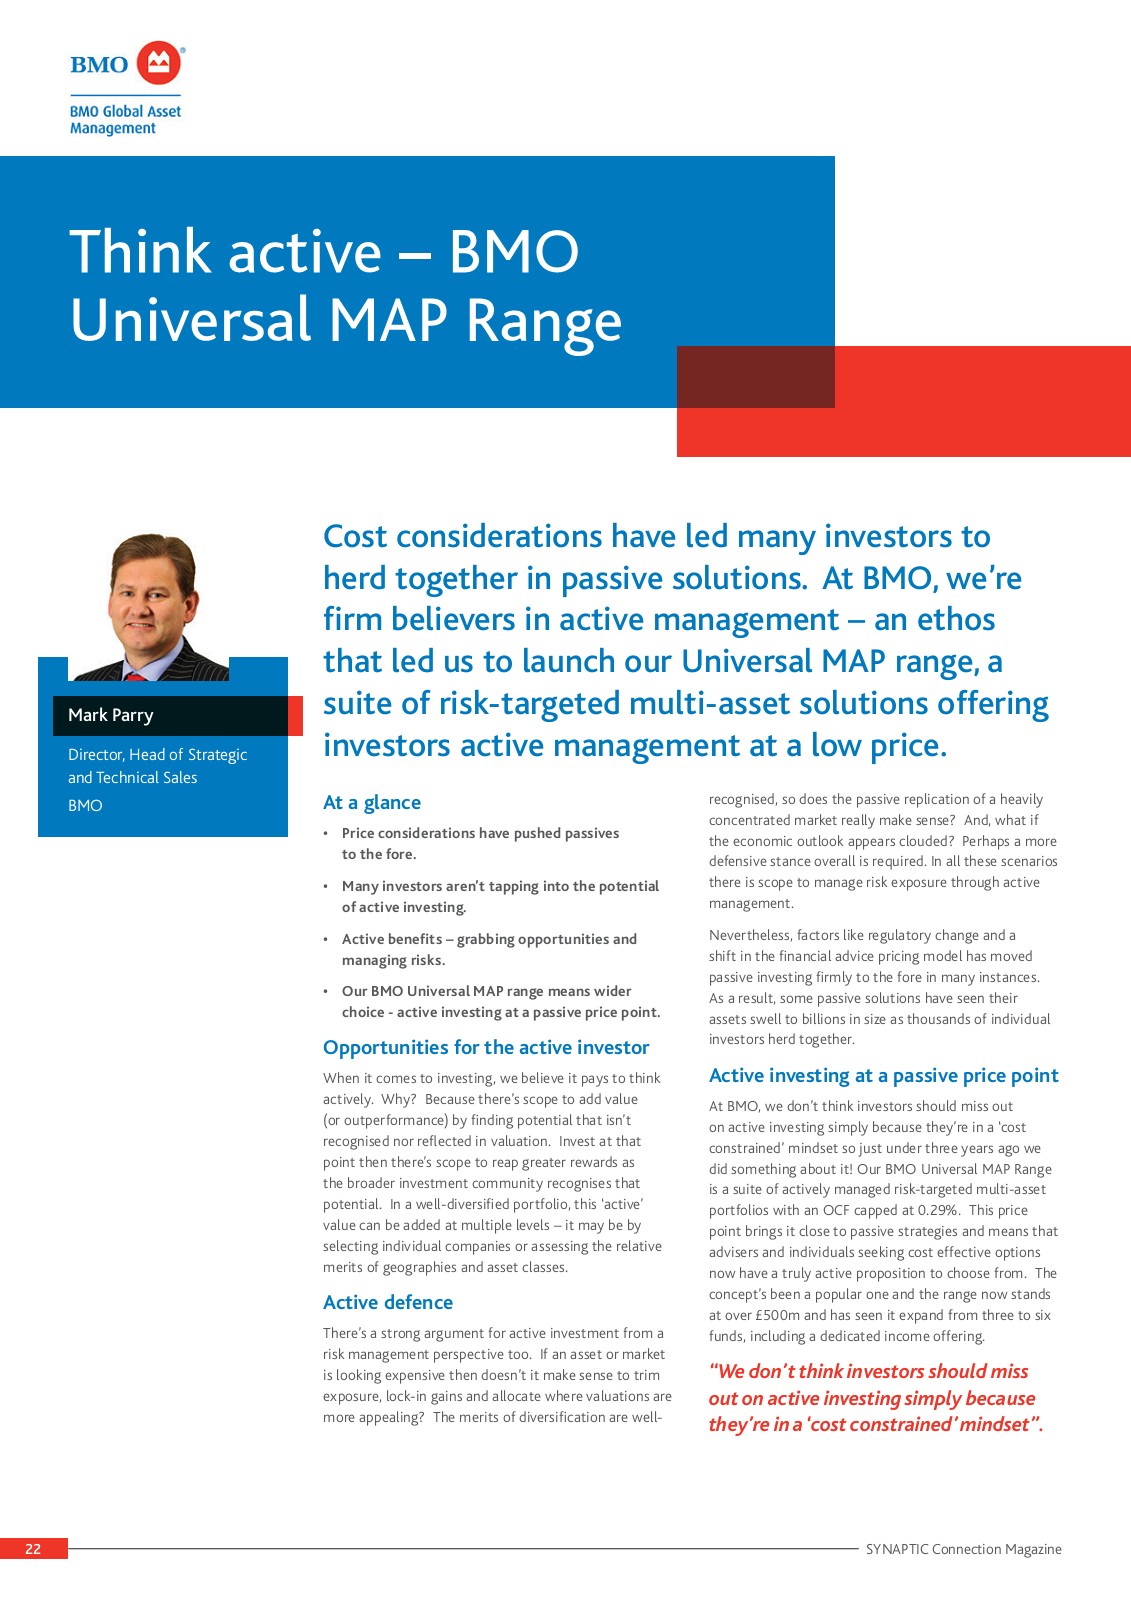 BMO
BMO Global Asset
Management
Think active – BMO
Universal MAP Range
Mark Parry
Director, Head of Strategic
and Technical Sales
BMO
Cost considerations have led many investors to
herd together in passive solutions.  At BMO, we’re
firm believers in active management – an ethos
that led us to launch our Universal MAP range, a
suite of risk-targeted multi-asset solutions offering
investors active management at a low price.
At a glance
• Price considerations have pushed passives
to the fore.
• Many investors aren’t tapping into the potential
of active investing.
• Active benefits – grabbing opportunities and
managing risks.
• Our BMO Universal MAP range means wider
choice - active investing at a passive price point.
Opportunities for the active investor
When it comes to investing, we believe it pays to think
actively.  Why?  Because there’s scope to add value
(or outperformance) by finding potential that isn’t
recognised nor reflected in valuation.  Invest at that
point then there’s scope to reap greater rewards as
the broader investment community recognises that
potential.  In a well-diversified portfolio, this ‘active’
value can be added at multiple levels – it may be by
selecting individual companies or assessing the relative
merits of geographies and asset classes.
Active defence
There’s a strong argument for active investment from a
risk management perspective too.  If an asset or market
is looking expensive then doesn’t it make sense to trim
exposure, lock-in gains and allocate where valuations are
more appealing?  The merits of diversification are well-
recognised, so does the passive replication of a heavily
concentrated market really make sense?  And, what if
the economic outlook appears clouded?  Perhaps a more
defensive stance overall is required. In all these scenarios
there is scope to manage risk exposure through active
management.
Nevertheless, factors like regulatory change and a
shift in the financial advice pricing model has moved
passive investing firmly to the fore in many instances.
As a result, some passive solutions have seen their
assets swell to billions in size as thousands of individual
investors herd together.
Active investing at a passive price point
At BMO, we don’t think investors should miss out
on active investing simply because they’re in a ‘cost
constrained’ mindset so just under three years ago we
did something about it! Our BMO Universal MAP Range
is a suite of actively managed risk-targeted multi-asset
portfolios with an OCF capped at 0.29%.  This price
point brings it close to passive strategies and means that
advisers and individuals seeking cost effective options
now have a truly active proposition to choose from.  The
concept’s been a popular one and the range now stands
at over £500m and has seen it expand from three to six
funds, including a dedicated income offering.
“We don’t think investors should miss
out on active investing simply because
they’re in a ‘cost constrained’ mindset”.
22
SYNAPTIC Connection Magazine